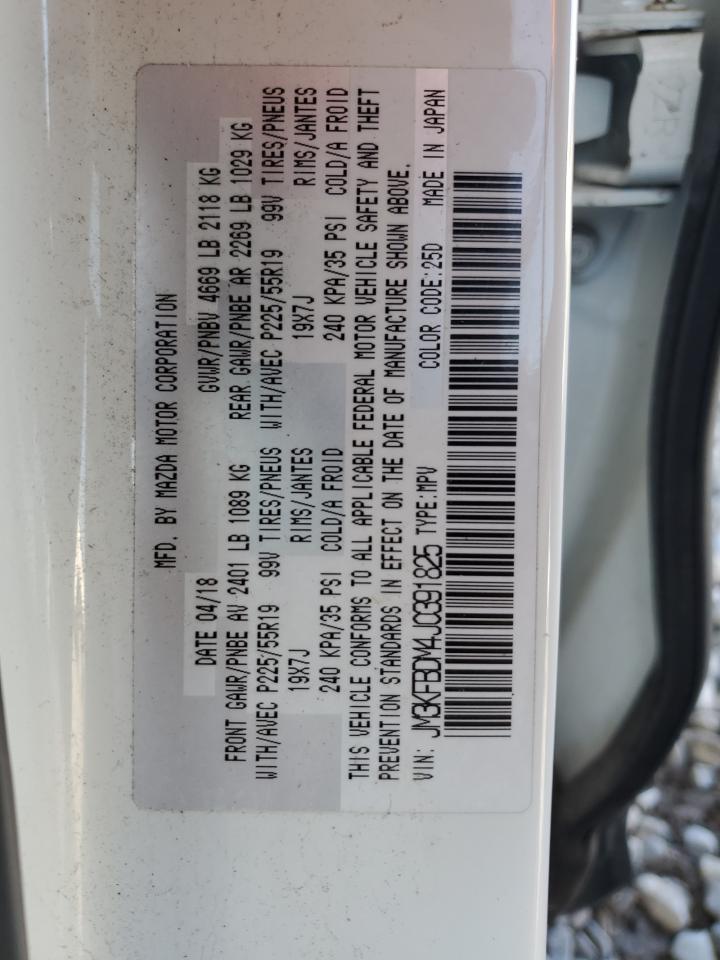 MFD. BY MAZDA MOTOR CORPORATION
DATE 04/18 GVWR/PNBV 4669 LB 2118 KG
FRONT GAWR/PNBE AV 2401 LB 1089 KG REAR GAWR/PNBE AR 2269 LB 1029 KG
WITH/AVEC P225/55R19 99V TIRES/PNEUS WITH/AVEC P225/55R19 99V TIRES/PNEUS
19X7J RIMS/JANTES 19X7J RIMS/JANTES
240 KPA/35 PSI COLD/A FROID 240 KPA/35 PSI COLD/A FROID
THIS VEHICLE CONFORMS TO ALL APPLICABLE FEDERAL MOTOR VEHICLE SAFETY AND THEFT
PREVENTION STANDARDS IN EFFECT ON THE DATE OF MANUFACTURE SHOWN ABOVE.
VIN: JM3KFBDM4J0391825 TYPE:MPV COLOR CODE:25D MADE IN JAPAN